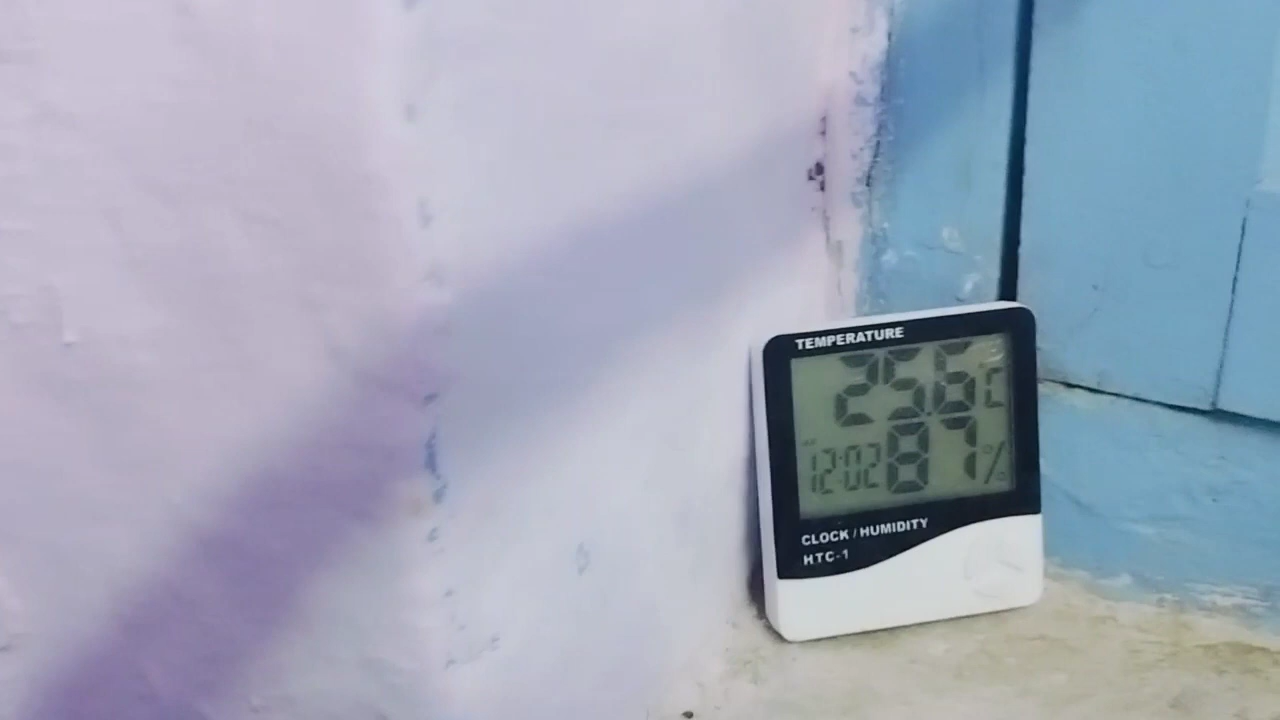 TEMPERATURE
25.6 °C
12:02 87 %
CLOCK / HUMIDITY
HTC-1